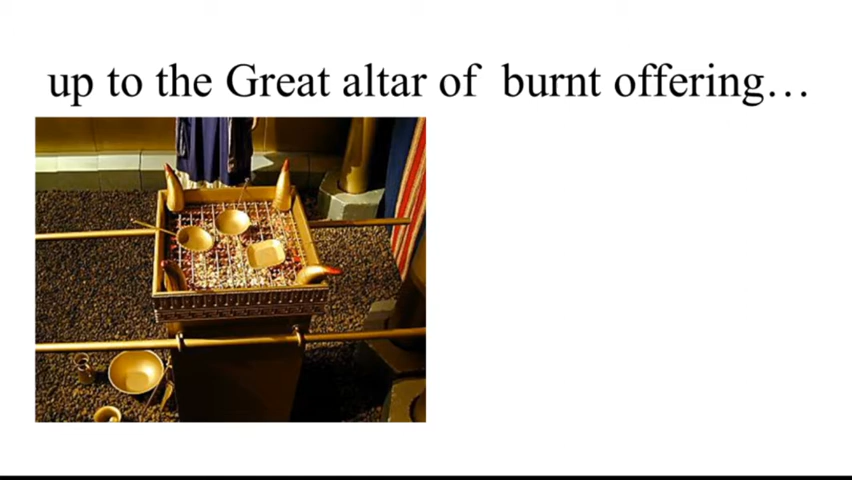 up to the Great altar of  burnt offering…